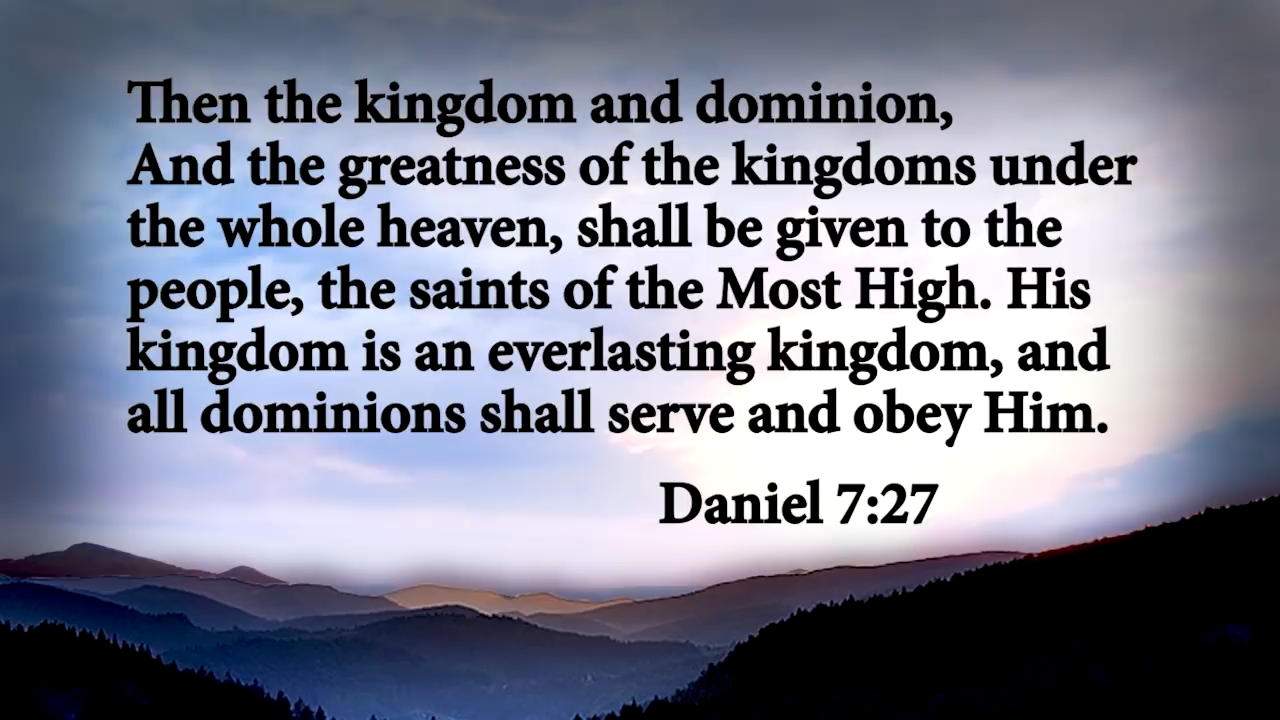 Then the kingdom and dominion,
And the greatness of the kingdoms under
the whole heaven, shall be given to the
people, the saints of the Most High. His
kingdom is an everlasting kingdom, and
all dominions shall serve and obey Him.
Daniel 7:27